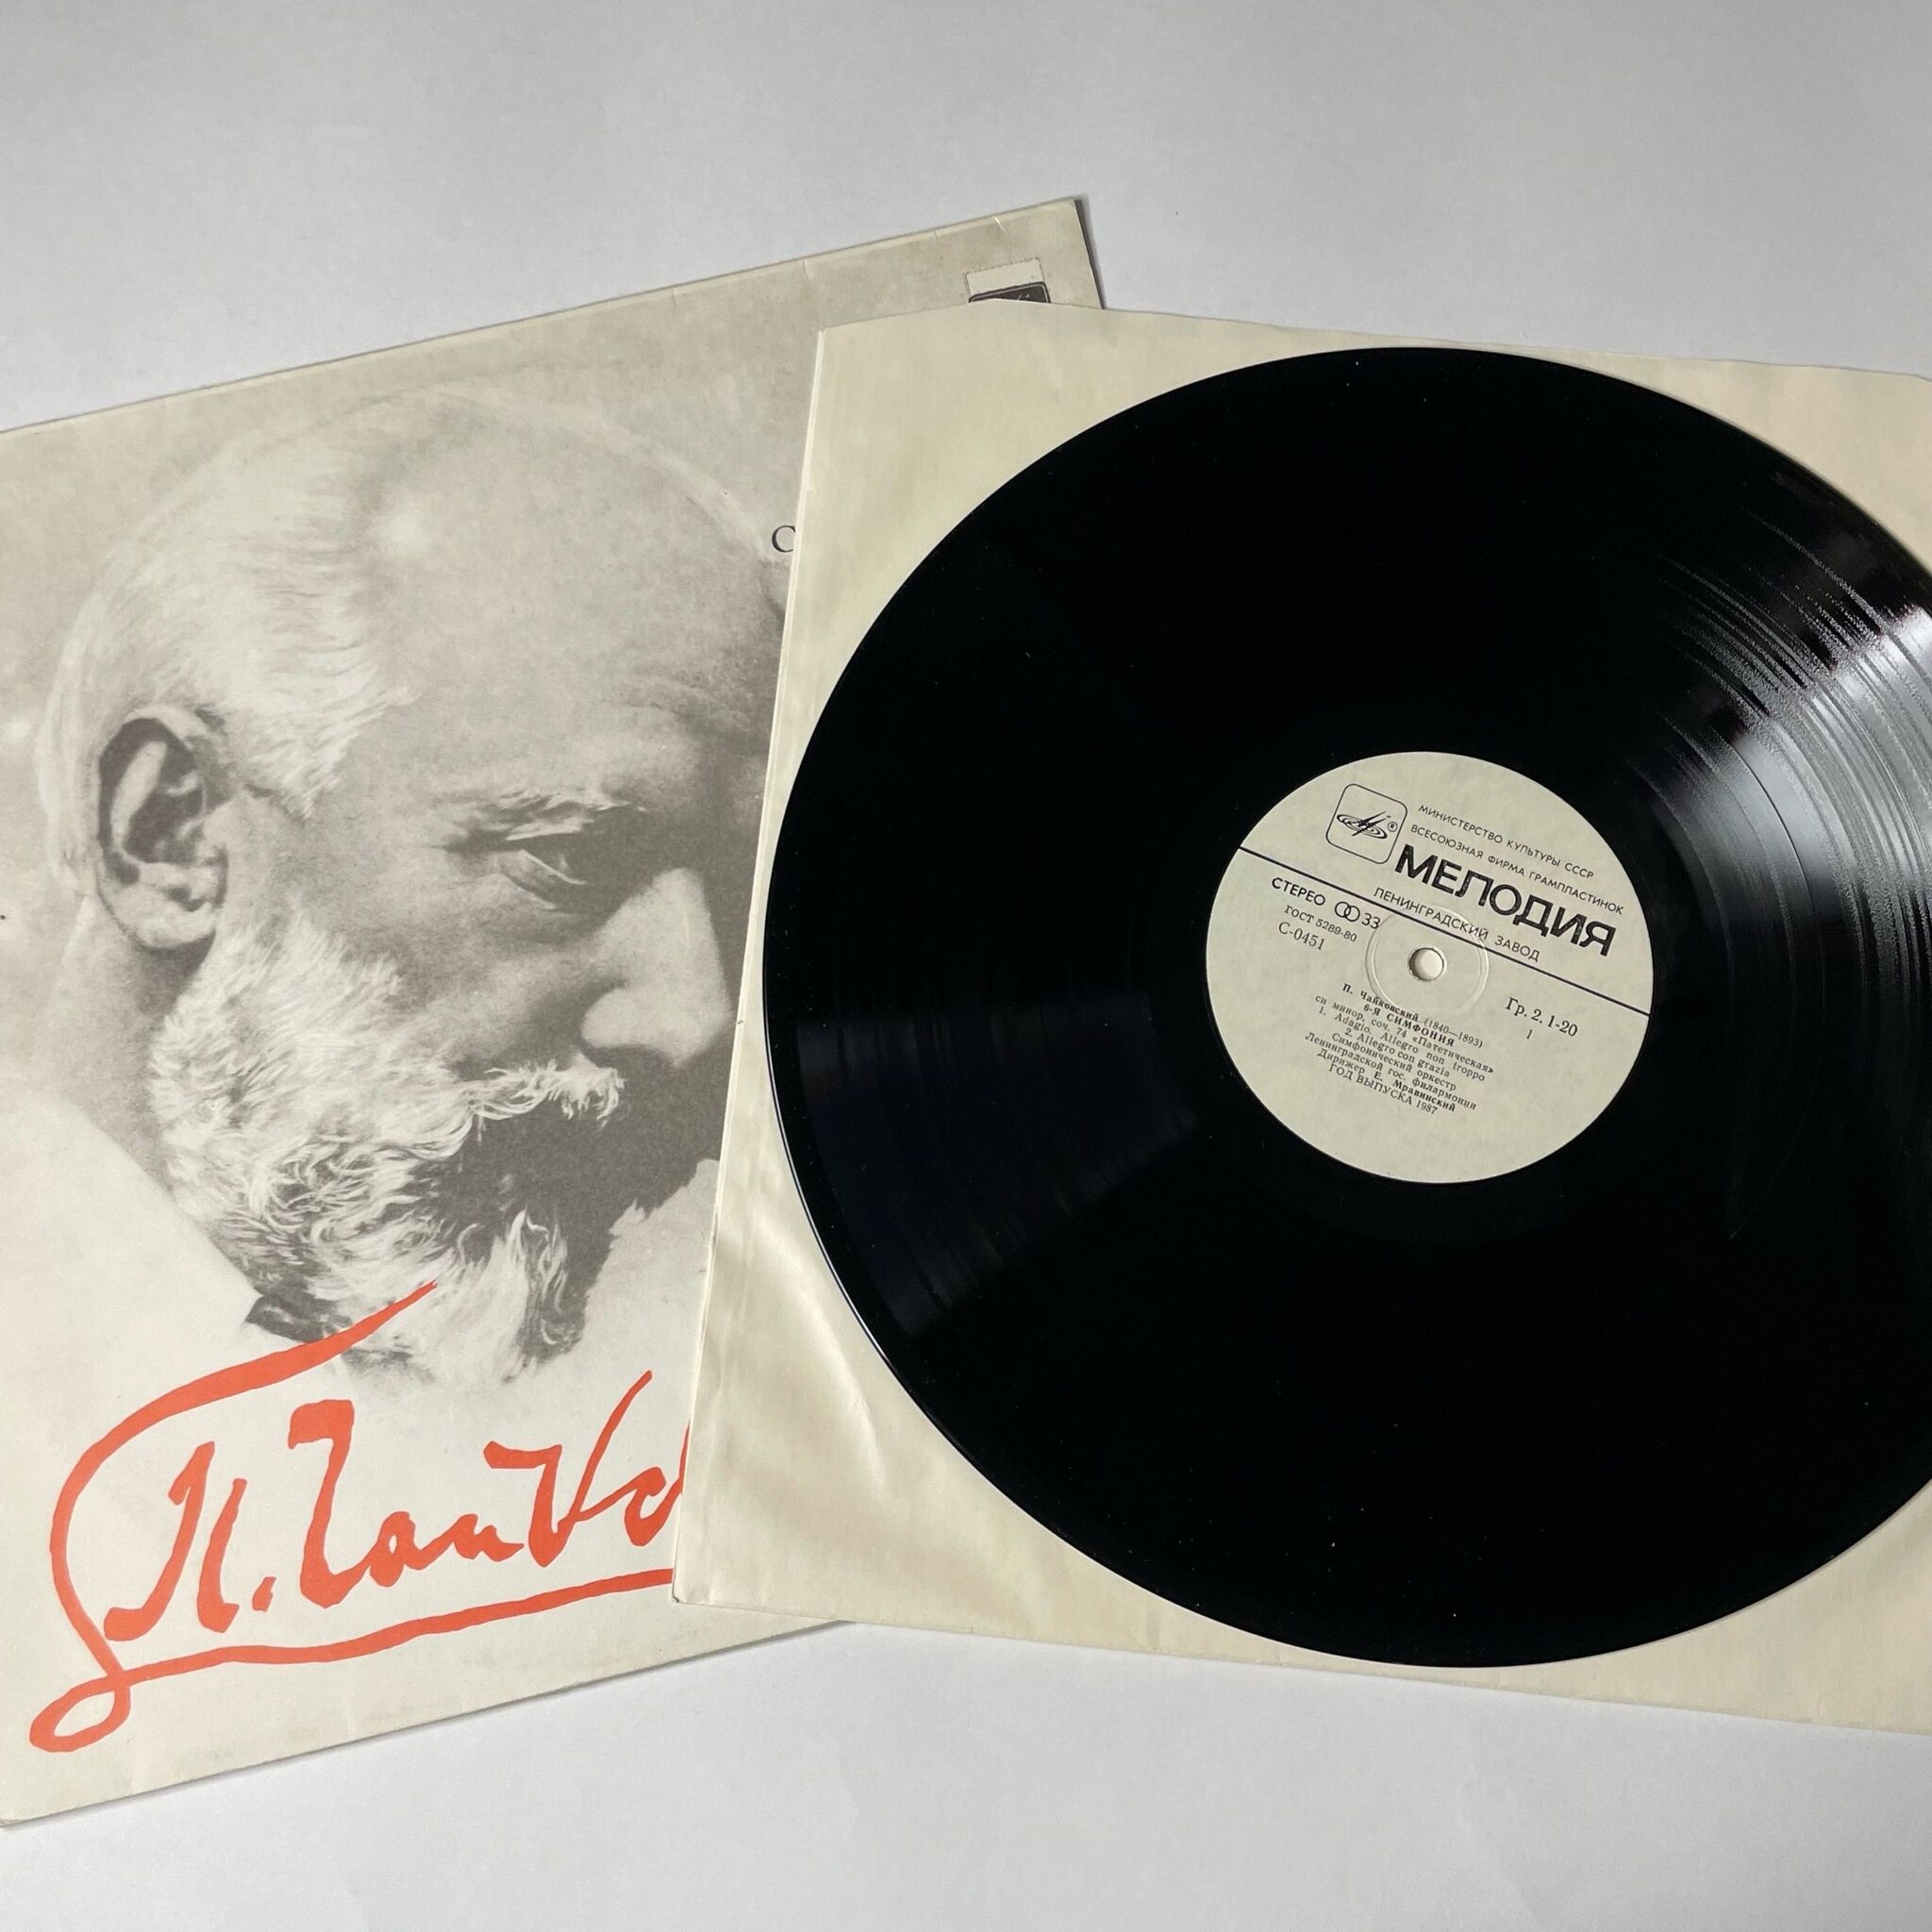 С
П. Чайко
МИНИСТЕРСТВО КУЛЬТУРЫ СССР
ВСЕСОЮЗНАЯ ФИРМА ГРАМПЛАСТИНОК
МЕЛОДИЯ
®
ЛЕНИНГРАДСКИЙ ЗАВОД
СТЕРЕО 33
ГОСТ 5289-80
С-0451
Гр. 2. 1-20
1
П. Чайковский (1840—1893)
6-Я СИМФОНИЯ
си минор, соч. 74 «Патетическая»
1. Adagio. Allegro non troppo
2. Allegro con grazia
Симфонический оркестр
Ленинградской гос. филармонии
Дирижер Е. Мравинский
ГОД ВЫПУСКА 1987